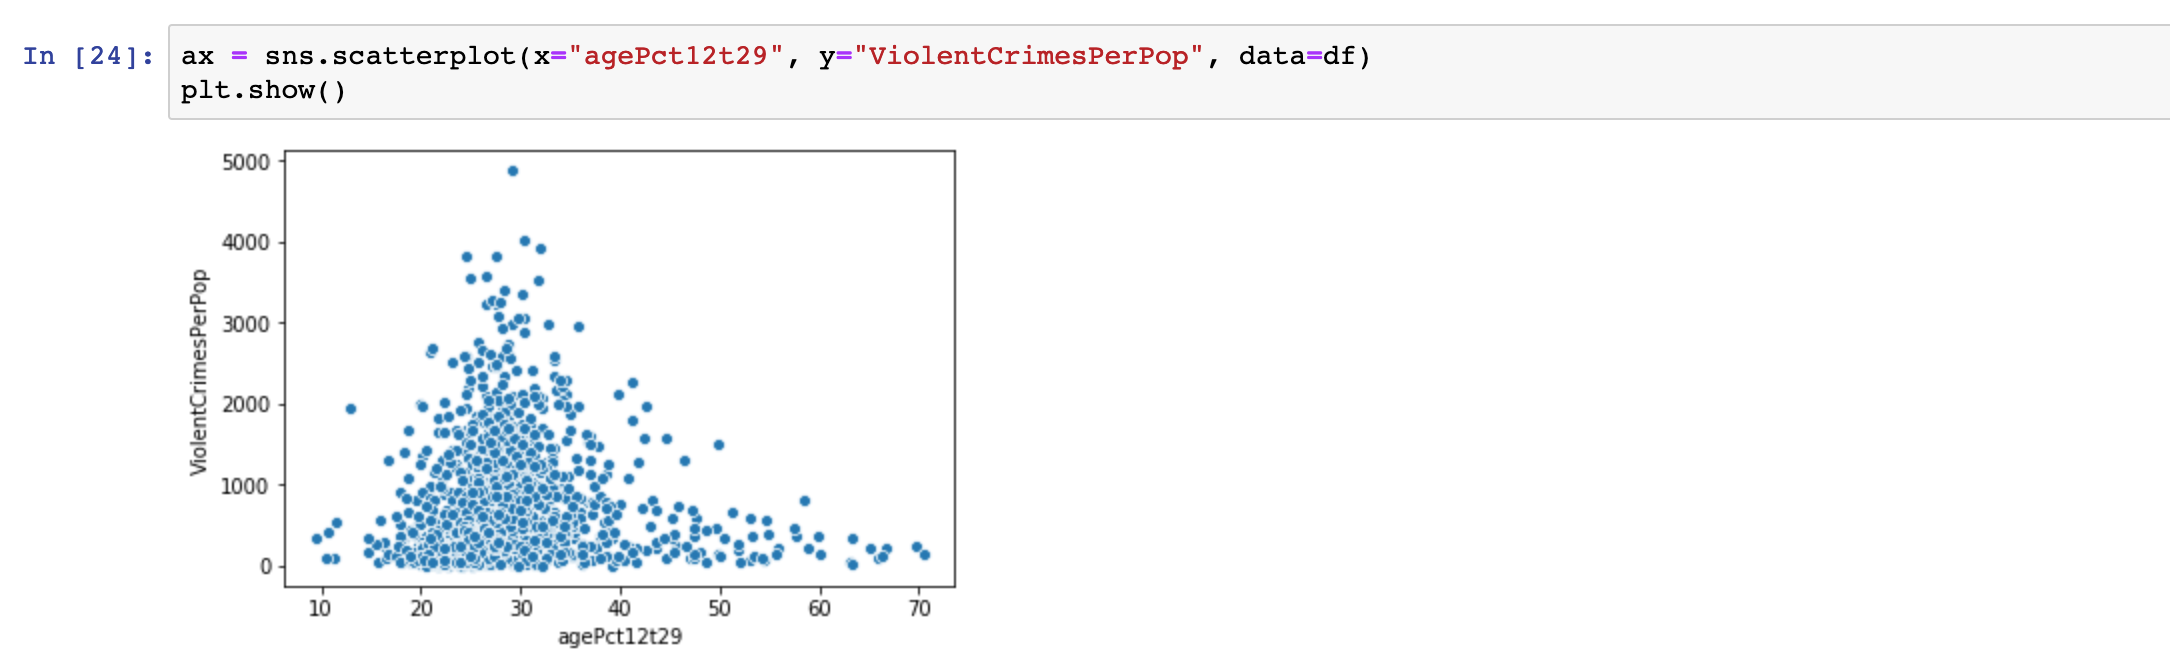 In [24]: ax = sns.scatterplot(x="agePct12t29", y="ViolentCrimesPerPop", data=df)
plt.show()
5000
4000
3000
2000
1000
0
ViolentCrimesPerPop
10 20 30 40 50 60 70
agePct12t29